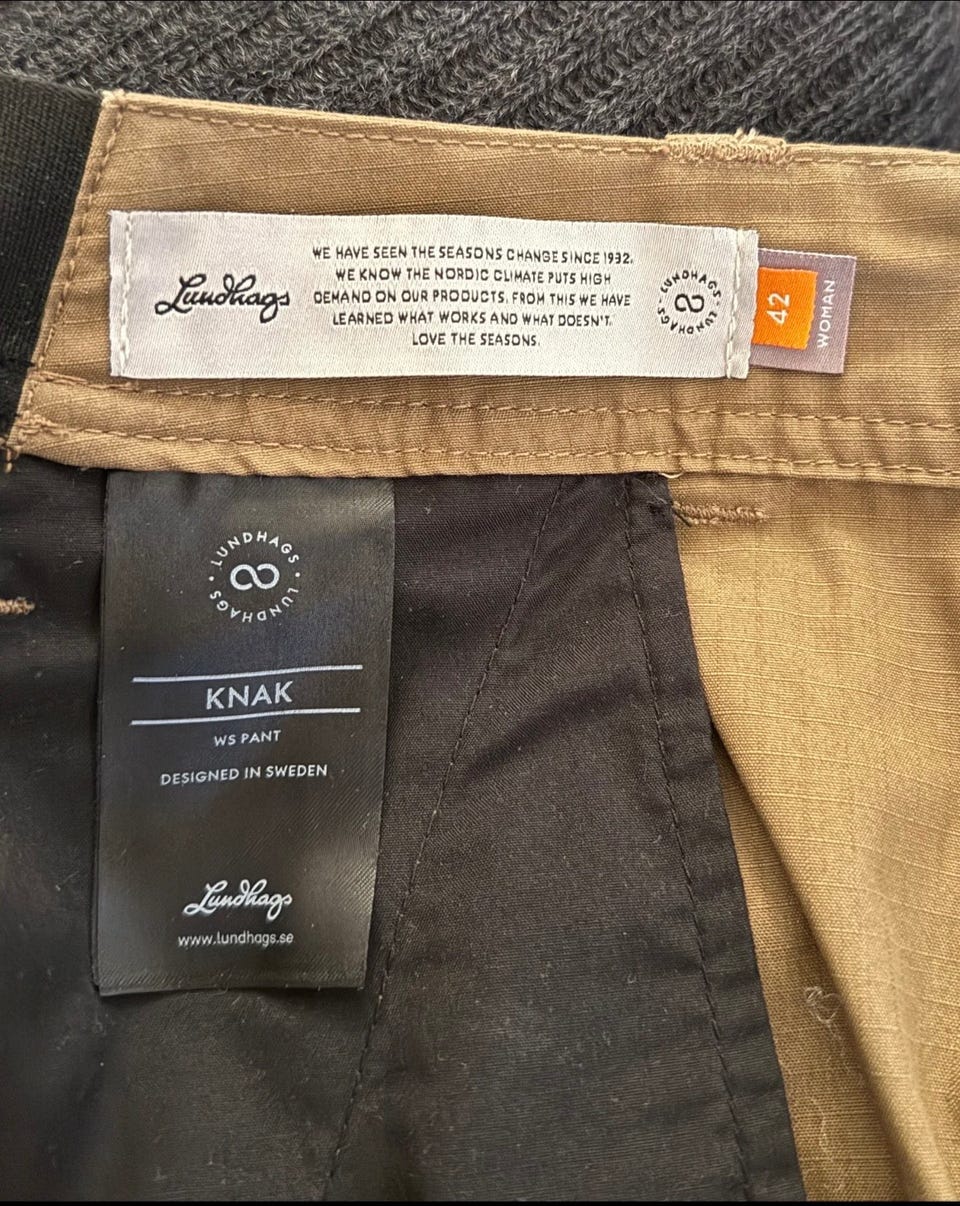 Lundhags
WE HAVE SEEN THE SEASONS CHANGE SINCE 1932.
WE KNOW THE NORDIC CLIMATE PUTS HIGH
DEMAND ON OUR PRODUCTS. FROM THIS WE HAVE
LEARNED WHAT WORKS AND WHAT DOESN'T.
LOVE THE SEASONS.
LUNDHAGS · LUNDHAGS ·
42
WOMAN
LUNDHAGS · LUNDHAGS ·
KNAK
WS PANT
DESIGNED IN SWEDEN
Lundhags
www.lundhags.se